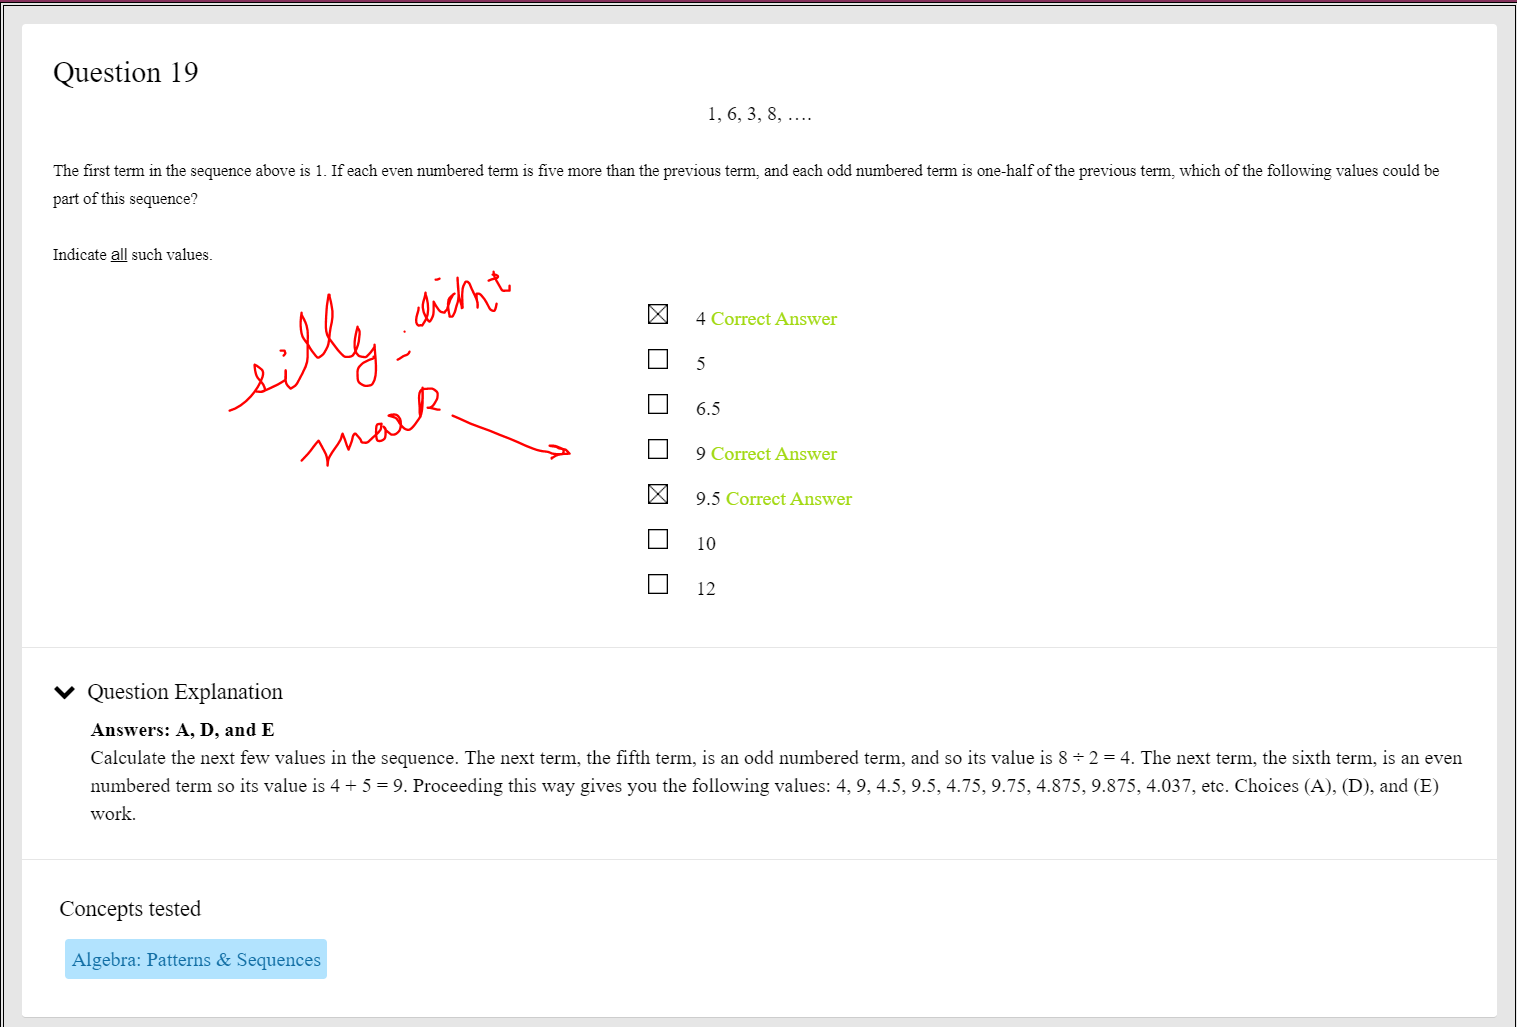 Question 19
1, 6, 3, 8, ....
The first term in the sequence above is 1. If each even numbered term is five more than the previous term, and each odd numbered term is one-half of the previous term, which of the following values could be
part of this sequence?
Indicate all such values.
silly - didn't
mark
4 Correct Answer
5
6.5
9 Correct Answer
9.5 Correct Answer
10
12
Question Explanation
Answers: A, D, and E
Calculate the next few values in the sequence. The next term, the fifth term, is an odd numbered term, and so its value is 8 ÷ 2 = 4. The next term, the sixth term, is an even
numbered term so its value is 4 + 5 = 9. Proceeding this way gives you the following values: 4, 9, 4.5, 9.5, 4.75, 9.75, 4.875, 9.875, 4.037, etc. Choices (A), (D), and (E)
work.
Concepts tested
Algebra: Patterns & Sequences